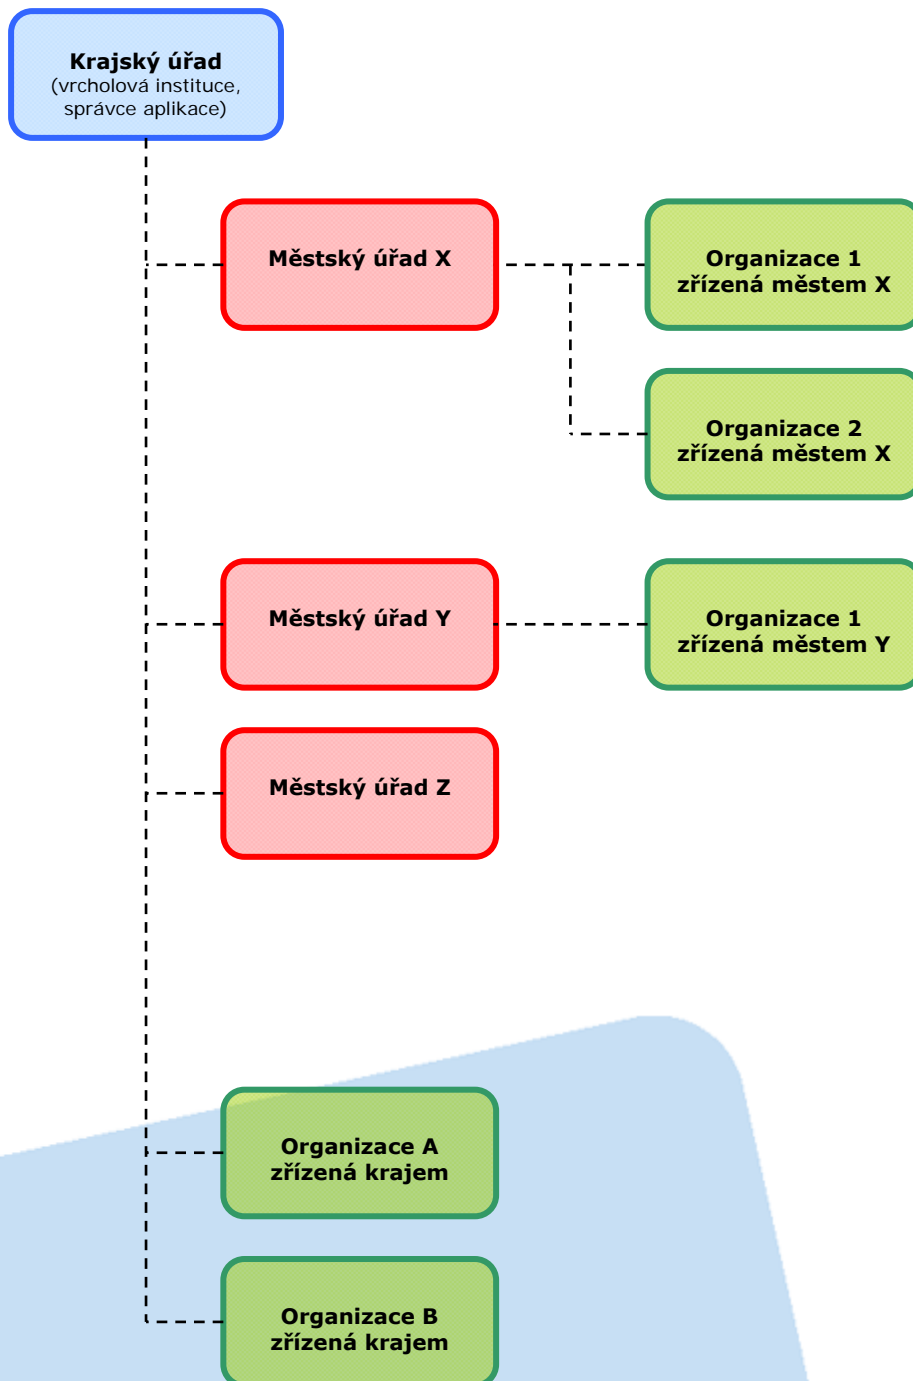 Krajský úřad
(vrcholová instituce,
správce aplikace)
Městský úřad X
Organizace 1
zřízená městem X
Organizace 2
zřízená městem X
Městský úřad Y
Organizace 1
zřízená městem Y
Městský úřad Z
Organizace A
zřízená krajem
Organizace B
zřízená krajem